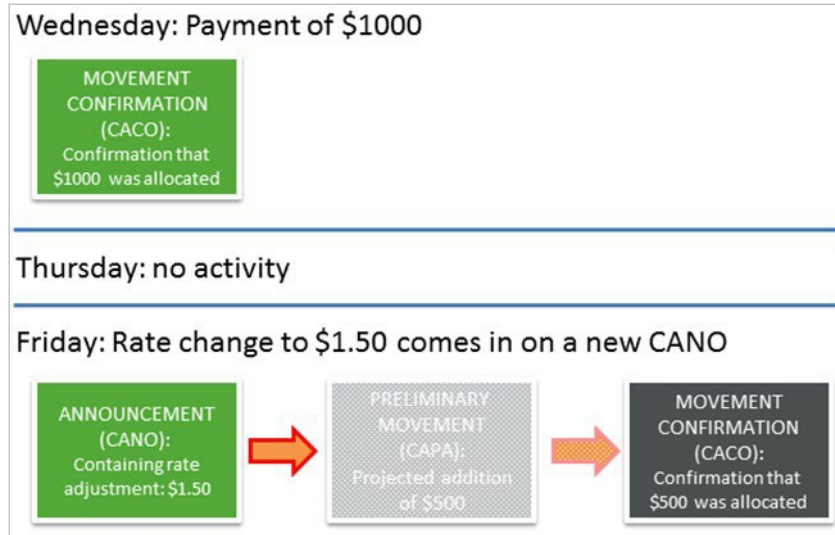 Wednesday: Payment of $1000
MOVEMENT
CONFIRMATION
(CACO):
Confirmation that
$1000 was allocated
Thursday: no activity
Friday: Rate change to $1.50 comes in on a new CANO
ANNOUNCEMENT
(CANO):
Containing rate
adjustment: $1.50
PRELIMINARY
MOVEMENT
(CAPA):
Projected addition
of $500
MOVEMENT
CONFIRMATION
(CACO):
Confirmation that
$500 was allocated